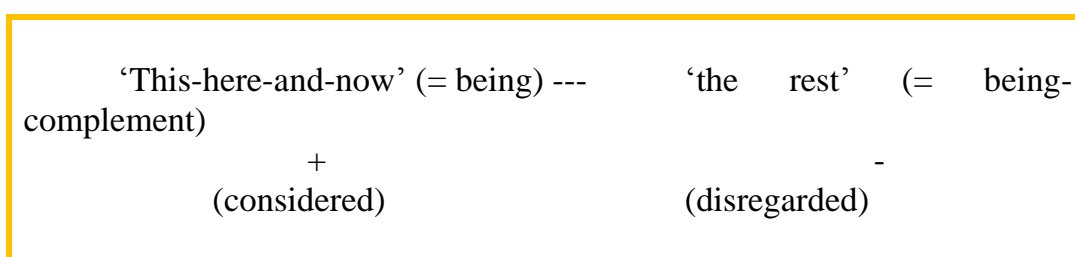 ‘This-here-and-now’ (= being) --- ‘the rest’ (= being-
complement)
+ -
(considered) (disregarded)